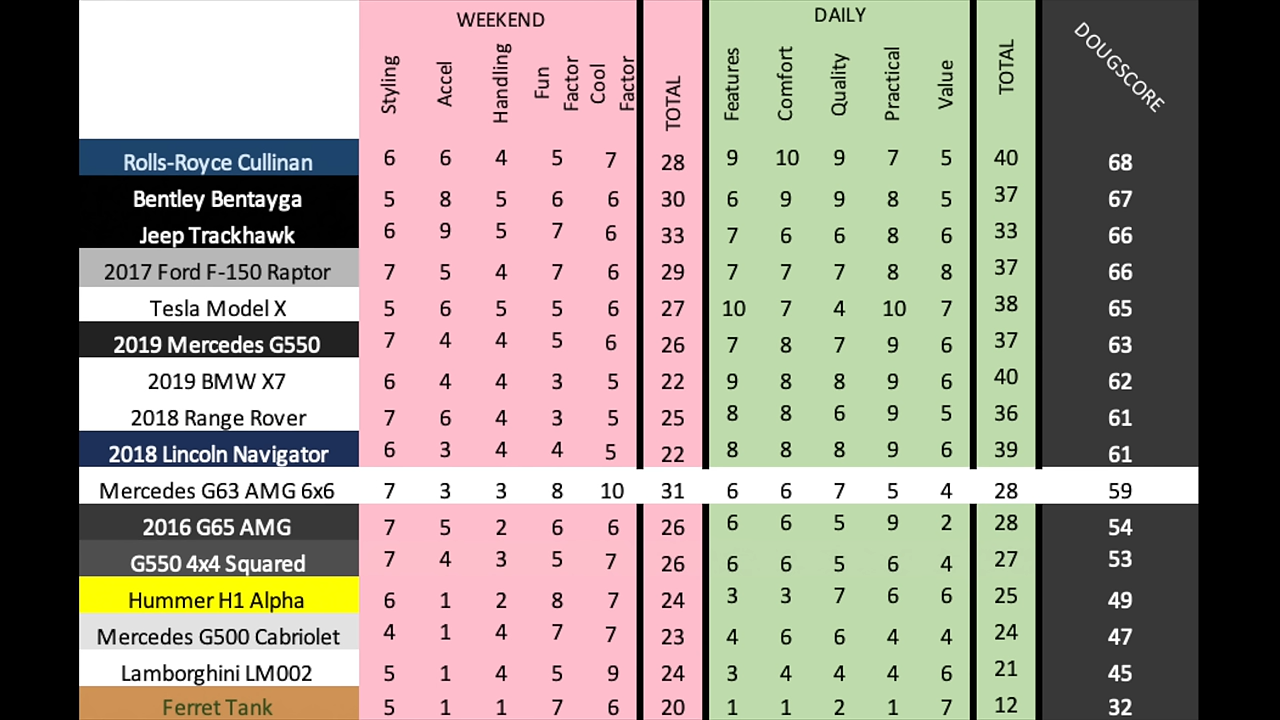 WEEKEND DAILY
Styling Accel Handling Fun Factor Cool Factor TOTAL Features Comfort Quality Practical Value TOTAL DOUGSCORE
Rolls-Royce Cullinan 6 6 4 5 7 28 9 10 9 7 5 40 68
Bentley Bentayga 5 8 5 6 6 30 6 9 9 8 5 37 67
Jeep Trackhawk 6 9 5 7 6 33 7 6 6 8 6 33 66
2017 Ford F-150 Raptor 7 5 4 7 6 29 7 7 7 8 8 37 66
Tesla Model X 5 6 5 5 6 27 10 7 4 10 7 38 65
2019 Mercedes G550 7 4 4 5 6 26 7 8 7 9 6 37 63
2019 BMW X7 6 4 4 3 5 22 9 8 8 9 6 40 62
2018 Range Rover 7 6 4 3 5 25 8 8 6 9 5 36 61
2018 Lincoln Navigator 6 3 4 4 5 22 8 8 8 9 6 39 61
Mercedes G63 AMG 6x6 7 3 3 8 10 31 6 6 7 5 4 28 59
2016 G65 AMG 7 5 2 6 6 26 6 6 5 9 2 28 54
G550 4x4 Squared 7 4 3 5 7 26 6 6 5 6 4 27 53
Hummer H1 Alpha 6 1 2 8 7 24 3 3 7 6 6 25 49
Mercedes G500 Cabriolet 4 1 4 7 7 23 4 6 6 4 4 24 47
Lamborghini LM002 5 1 4 5 9 24 3 4 4 4 6 21 45
Ferret Tank 5 1 1 7 6 20 1 1 2 1 7 12 32